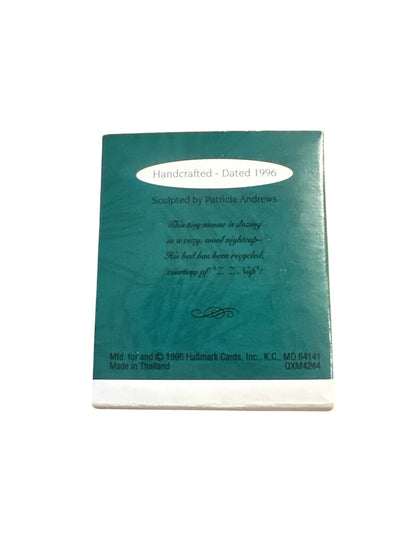 Handcrafted - Dated 1996
Sculpted by Patricia Andrews
This tiny mouse is dozing
in a cozy, wool nightcap—
His bed has been recycled,
courtesy of "Z. Z. Nap"!
Mfd. for and © 1996 Hallmark Cards, Inc., K.C., MO 64141
Made in Thailand QXM4244